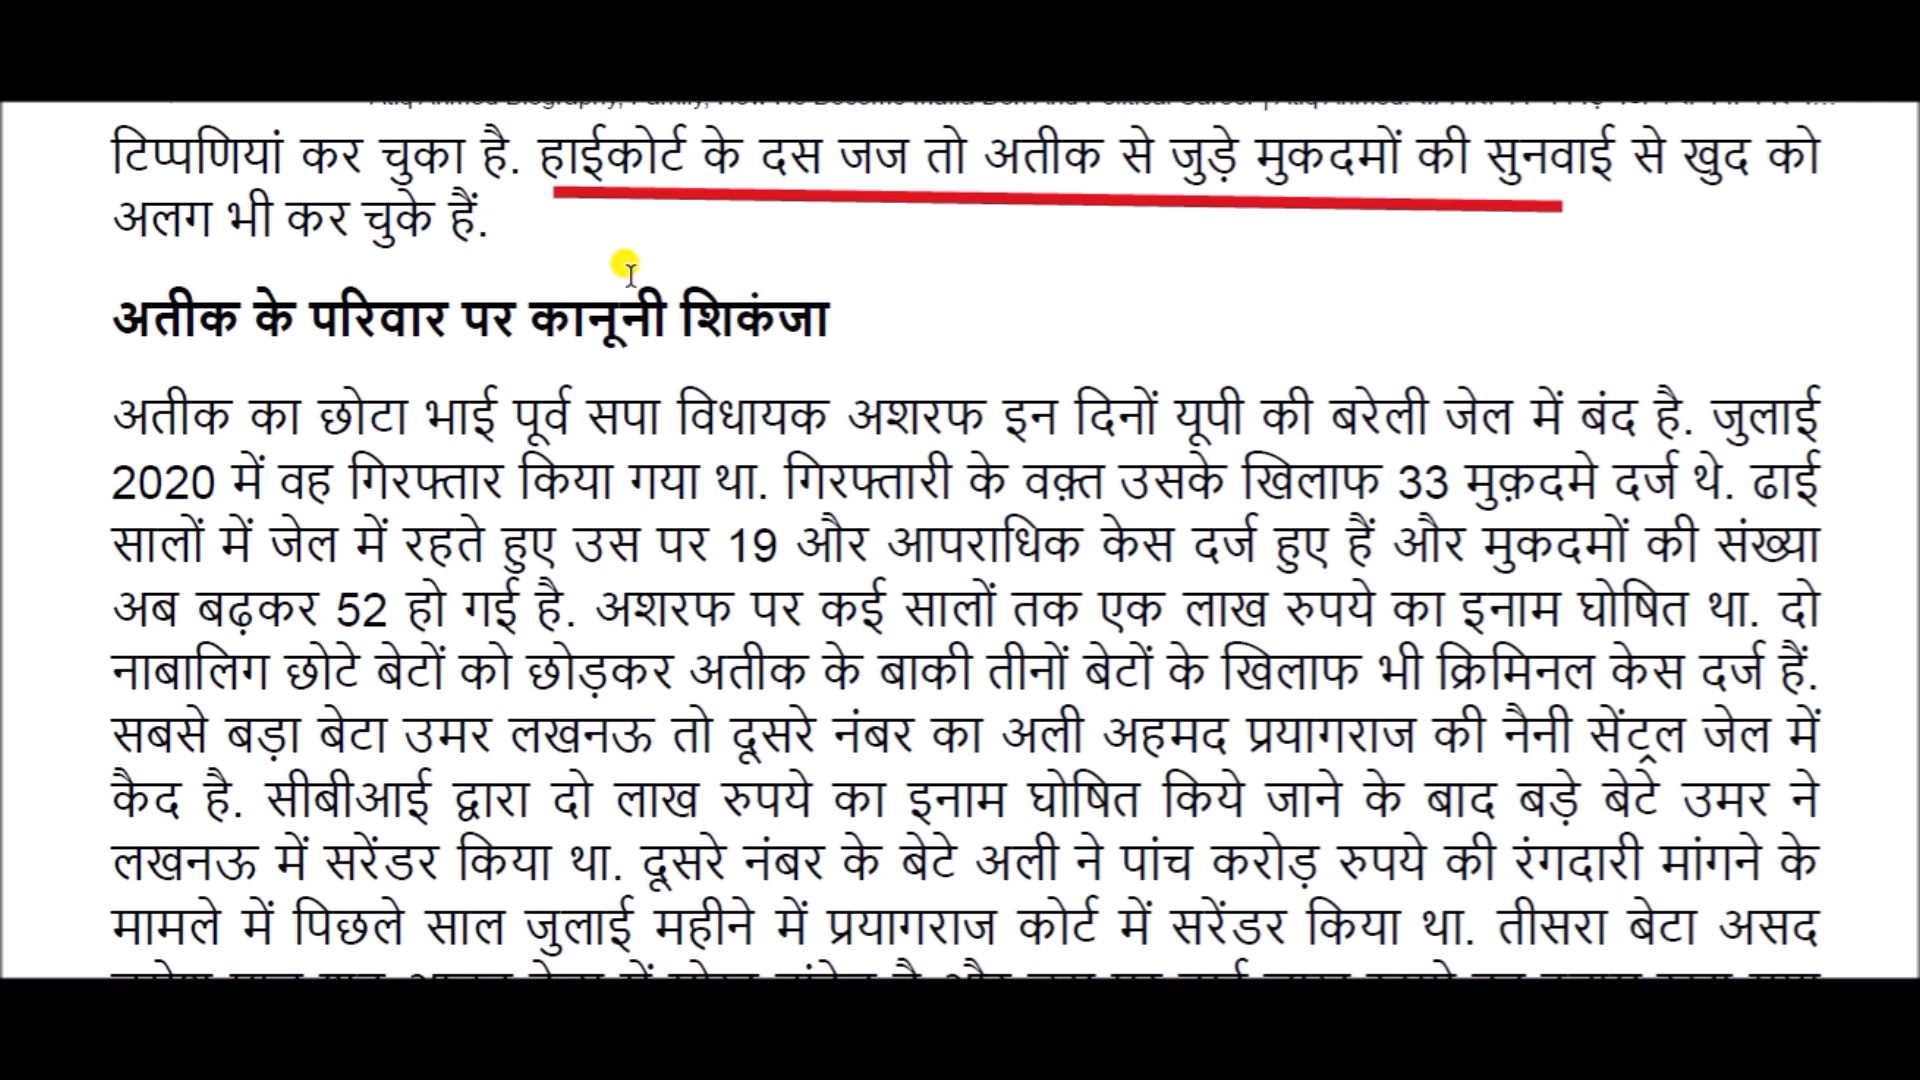 टिप्पणियां कर चुका है. हाईकोर्ट के दस जज तो अतीक से जुड़े मुकदमों की सुनवाई से खुद को
अलग भी कर चुके हैं.
अतीक के परिवार पर कानूनी शिकंजा
अतीक का छोटा भाई पूर्व सपा विधायक अशरफ इन दिनों यूपी की बरेली जेल में बंद है. जुलाई
2020 में वह गिरफ्तार किया गया था. गिरफ्तारी के वक़्त उसके खिलाफ 33 मुक़दमे दर्ज थे. ढाई
सालों में जेल में रहते हुए उस पर 19 और आपराधिक केस दर्ज हुए हैं और मुकदमों की संख्या
अब बढ़कर 52 हो गई है. अशरफ पर कई सालों तक एक लाख रुपये का इनाम घोषित था. दो
नाबालिग छोटे बेटों को छोड़कर अतीक के बाकी तीनों बेटों के खिलाफ भी क्रिमिनल केस दर्ज हैं.
सबसे बड़ा बेटा उमर लखनऊ तो दूसरे नंबर का अली अहमद प्रयागराज की नैनी सेंट्रल जेल में
कैद है. सीबीआई द्वारा दो लाख रुपये का इनाम घोषित किये जाने के बाद बड़े बेटे उमर ने
लखनऊ में सरेंडर किया था. दूसरे नंबर के बेटे अली ने पांच करोड़ रुपये की रंगदारी मांगने के
मामले में पिछले साल जुलाई महीने में प्रयागराज कोर्ट में सरेंडर किया था. तीसरा बेटा असद